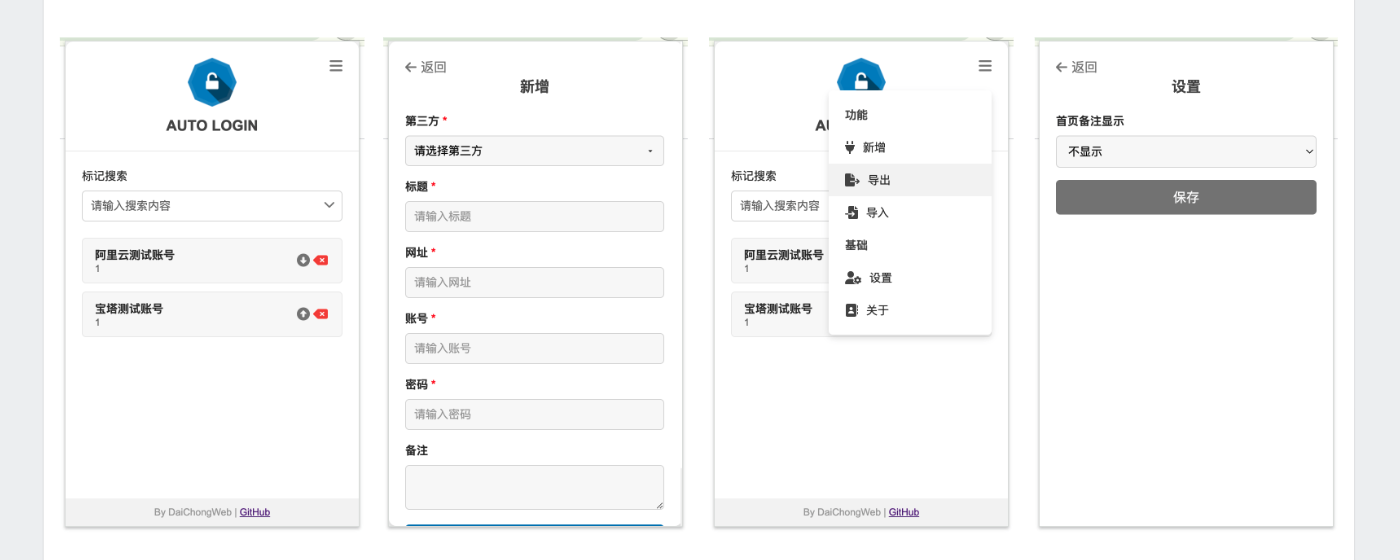 AUTO LOGIN
标记搜索
请输入搜索内容
阿里云测试账号
1
宝塔测试账号
1
By DaiChongWeb | GitHub
返回
新增
第三方 *
请选择第三方
标题 *
请输入标题
网址 *
请输入网址
账号 *
请输入账号
密码 *
请输入密码
备注
AU
标记搜索
请输入搜索内容
阿里云测试账号
1
宝塔测试账号
1
功能
新增
导出
导入
基础
设置
关于
By DaiChongWeb | GitHub
返回
设置
首页备注显示
不显示
保存